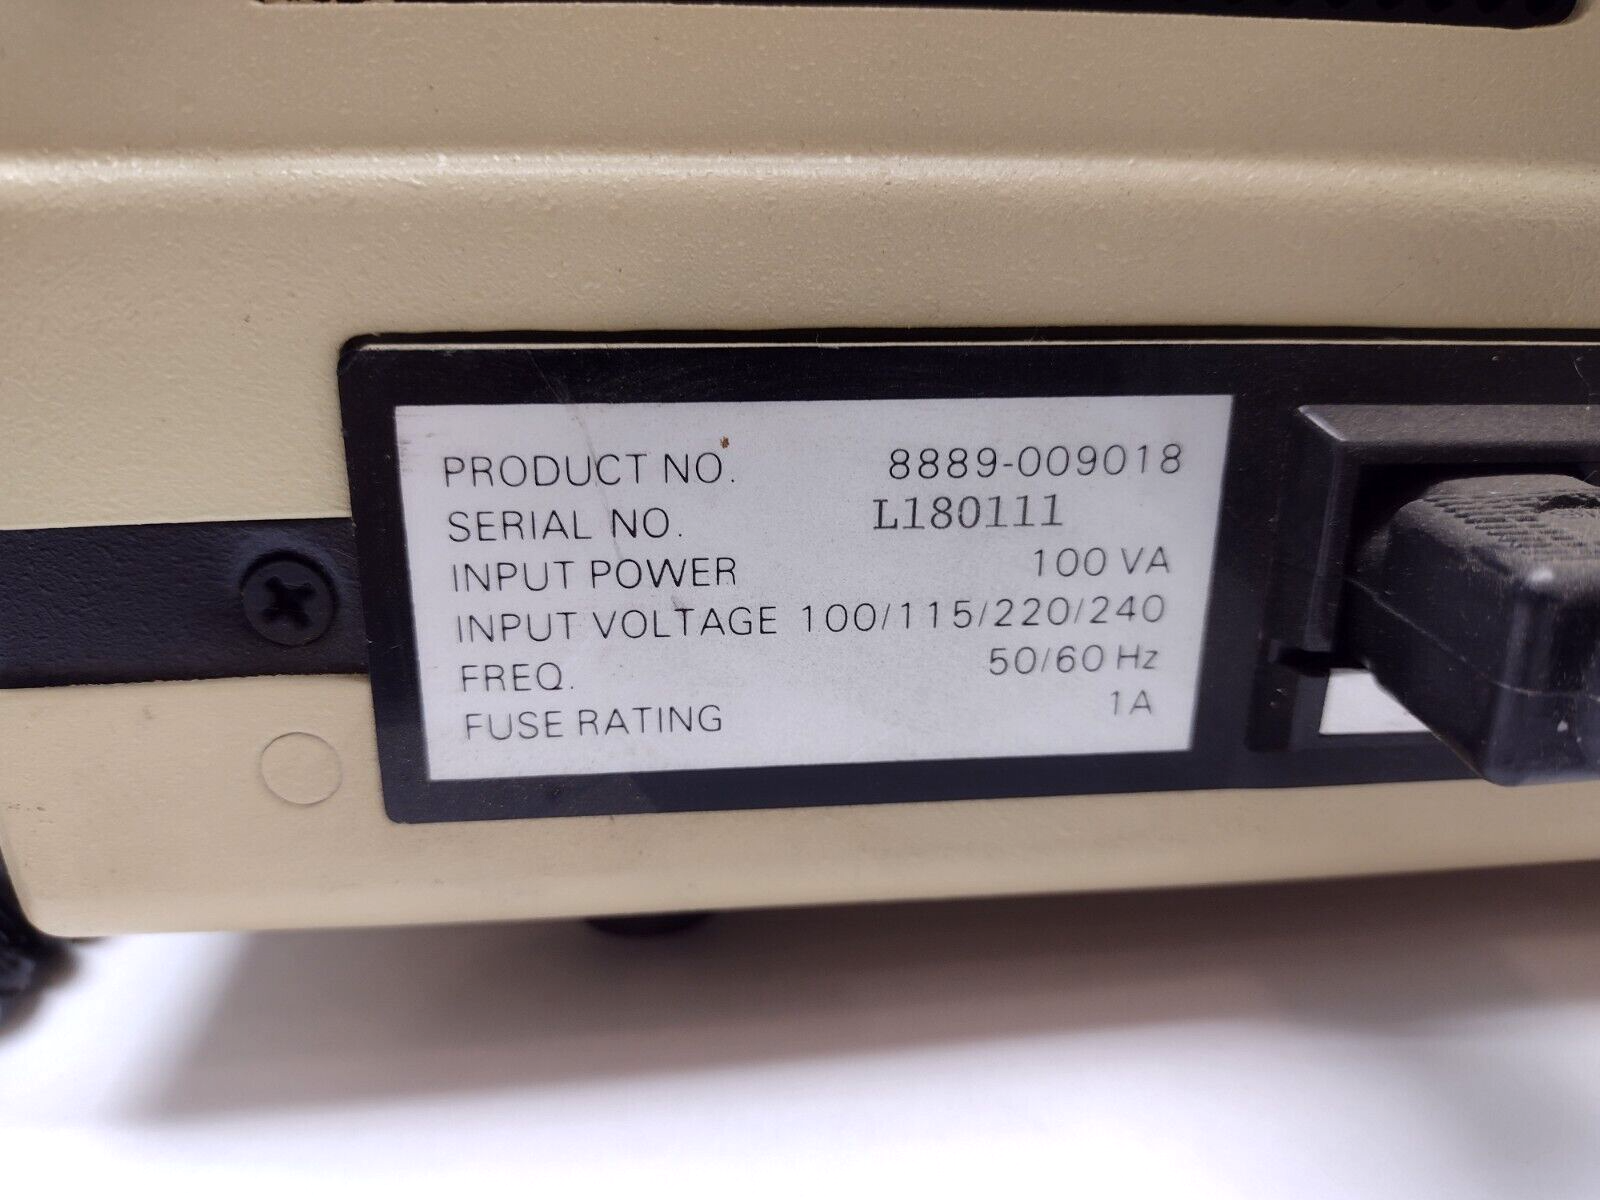 PRODUCT NO. 8889-009018
SERIAL NO. L180111
INPUT POWER 100 VA
INPUT VOLTAGE 100/115/220/240
FREQ. 50/60 Hz
FUSE RATING 1A